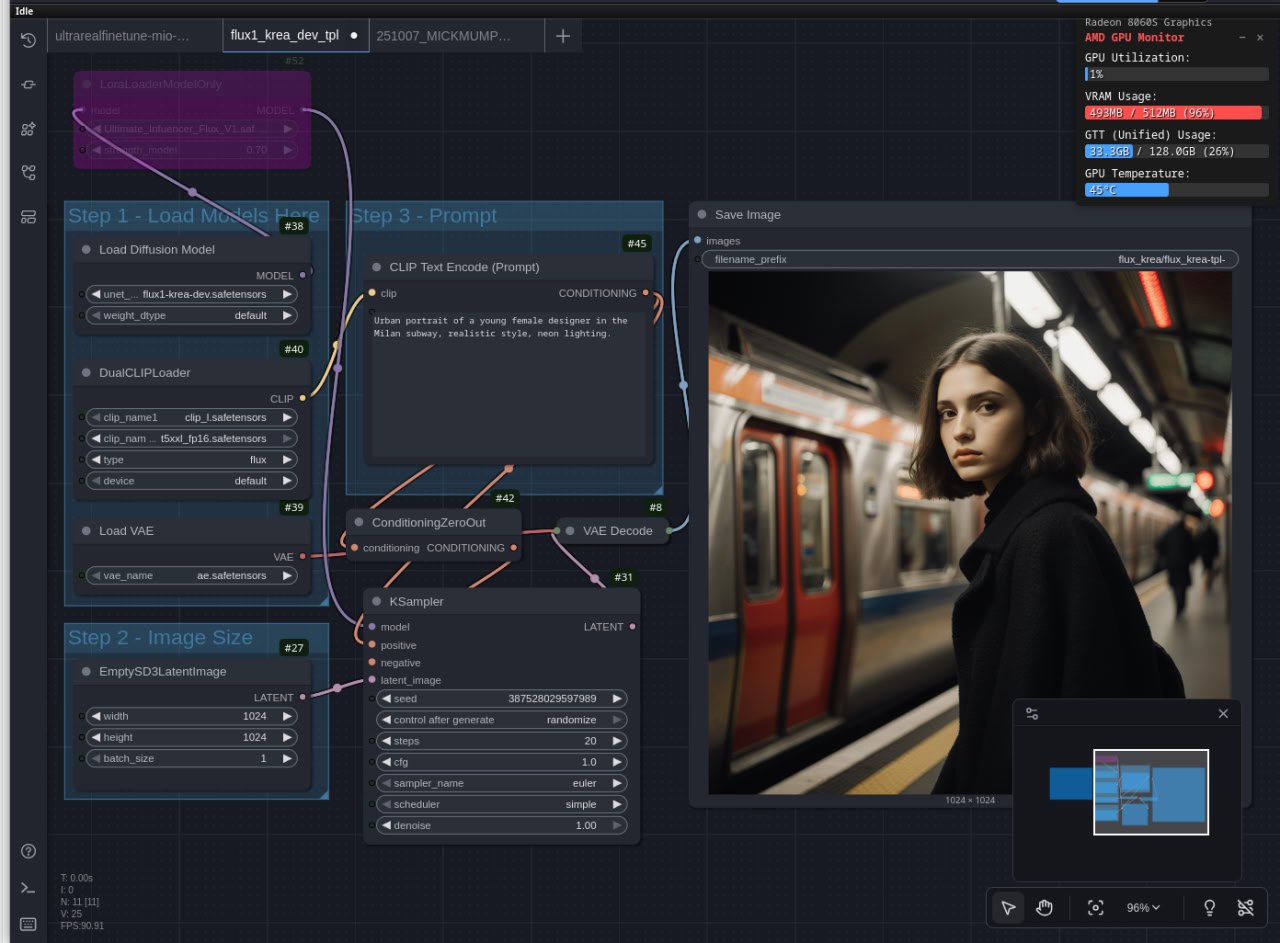 Idle
ultrarealfinetune-mio-...
flux1_krea_dev_tpl
251007_MICKMUMP...
Radeon 8060S Graphics
AMD GPU Monitor
GPU Utilization:
1%
VRAM Usage:
493MB / 512MB (96%)
GTT (Unified) Usage:
33.3GB / 128.0GB (26%)
GPU Temperature:
45°C
#52
LoraLoaderModelOnly
model
MODEL
Ultimate_Infuencer_Flux_V1.saf
strength_model
0.70
Step 1 - Load Models Here
#38
Load Diffusion Model
MODEL
unet_... flux1-krea-dev.safetensors
weight_dtype default
#40
DualCLIPLoader
CLIP
clip_name1 clip_l.safetensors
clip_nam ... t5xxl_fp16.safetensors
type flux
device default
#39
Load VAE
VAE
vae_name ae.safetensors
Step 2 - Image Size
#27
EmptySD3LatentImage
LATENT
width 1024
height 1024
batch_size 1
Step 3 - Prompt
#45
CLIP Text Encode (Prompt)
clip CONDITIONING
Urban portrait of a young female designer in the
Milan subway, realistic style, neon lighting.
#42
ConditioningZeroOut
conditioning CONDITIONING
#8
VAE Decode
#31
KSampler
model LATENT
positive
negative
latent_image
seed 387528029597989
control after generate randomize
steps 20
cfg 1.0
sampler_name euler
scheduler simple
denoise 1.00
Save Image
images
filename_prefix flux_krea/flux_krea-tpl-
1024 × 1024
T: 0.00s
I: 0
N: 11 [11]
V: 25
FPS:90.91
96%